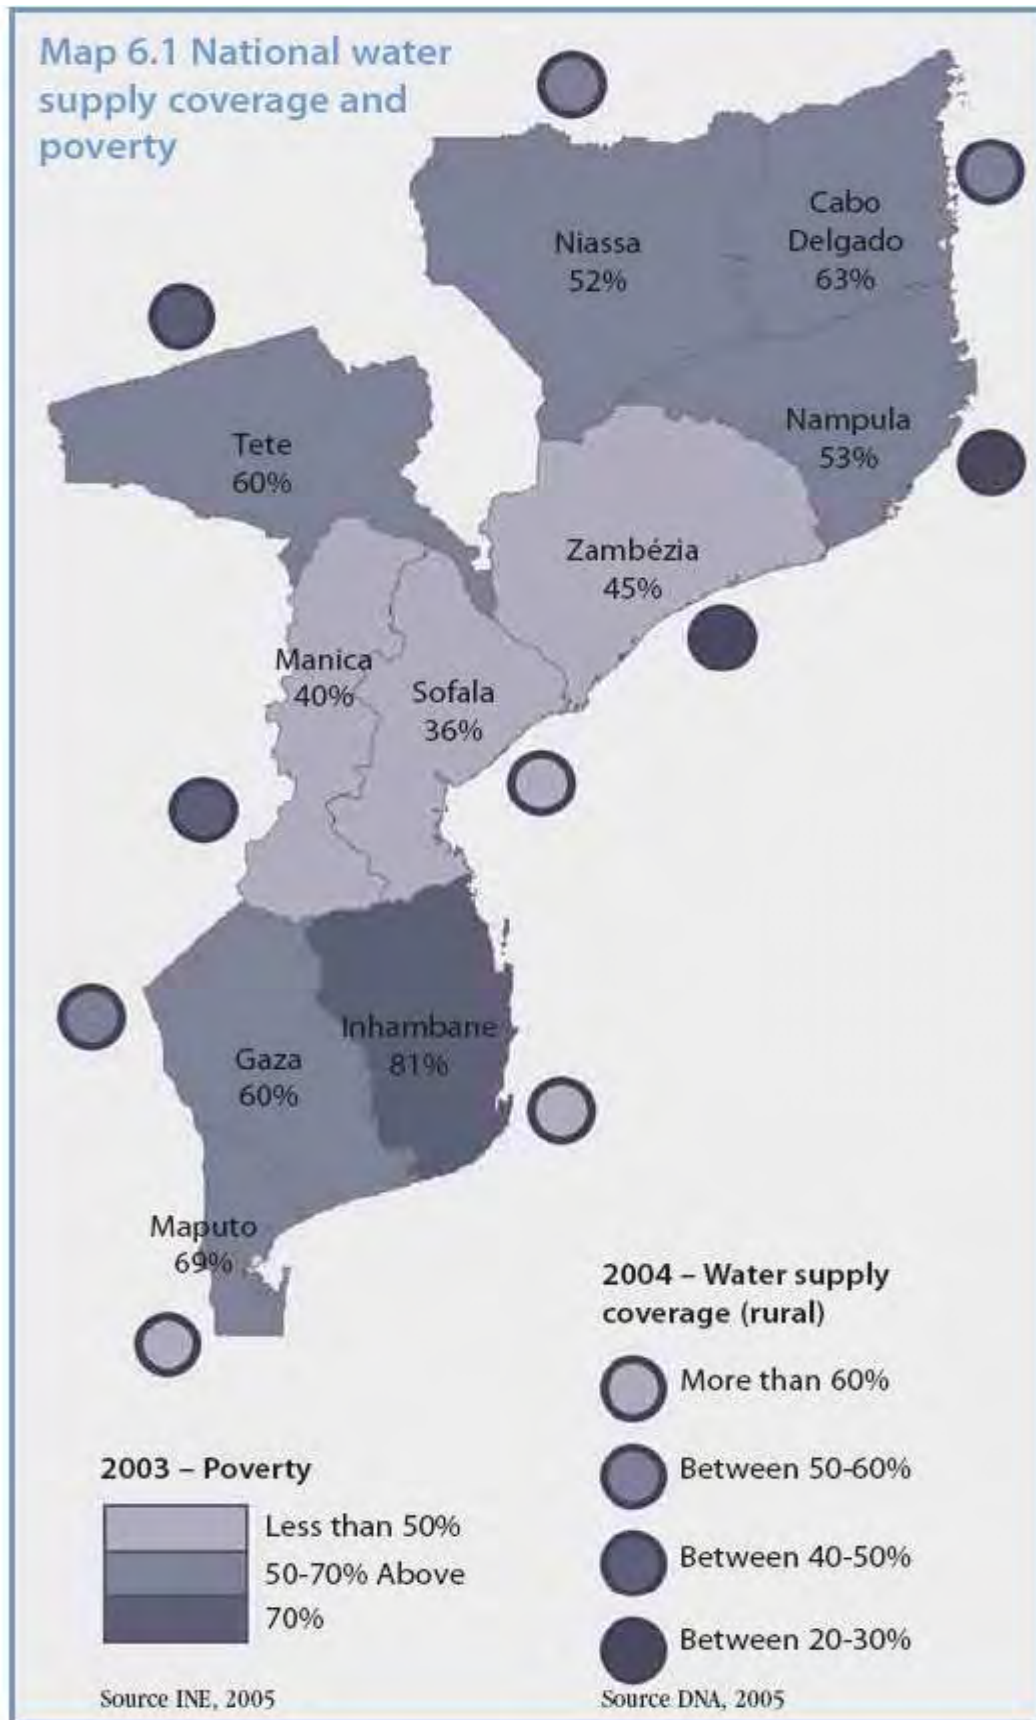 Map 6.1 National water
supply coverage and
poverty
Cabo
Delgado
63%
Niassa
52%
Nampula
53%
Tete
60%
Zambézia
45%
Manica
40%
Sofala
36%
Inhambane
81%
Gaza
60%
Maputo
69%
2003 – Poverty
Less than 50%
50-70% Above
70%
Source INE, 2005
2004 – Water supply
coverage (rural)
More than 60%
Between 50-60%
Between 40-50%
Between 20-30%
Source DNA, 2005